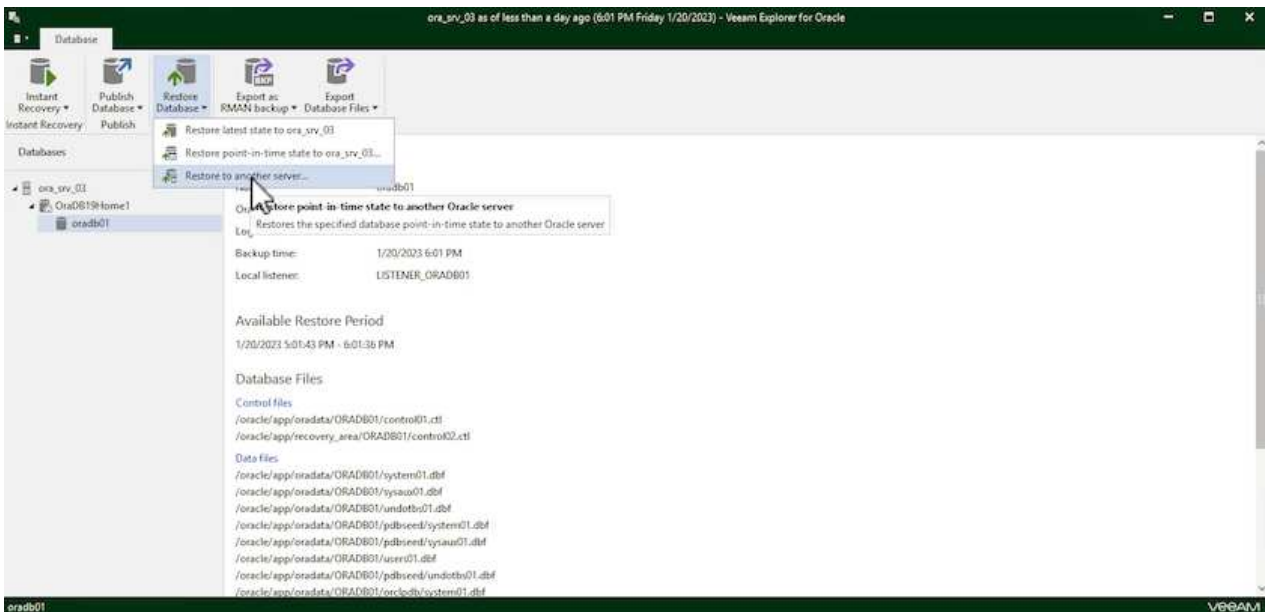 ora_srv_03 as of less than a day ago (6:01 PM Friday 1/20/2023) - Veeam Explorer for Oracle
Database
Instant Recovery
Publish Database
Restore Database
Export as RMAN backup
Export Database Files
Instant Recovery
Publish
Restore latest state to ora_srv_03
Restore point-in-time state to ora_srv_03...
Restore to another server...
Databases
ora_srv_03
OraDB19Home1
oradb01
oradb01
Restore point-in-time state to another Oracle server
Restores the specified database point-in-time state to another Oracle server
Backup time: 1/20/2023 6:01 PM
Local listener: LISTENER_ORADB01
Available Restore Period
1/20/2023 5:01:43 PM - 6:01:36 PM
Database Files
Control files
/oracle/app/oradata/ORADB01/control01.ctl
/oracle/app/recovery_area/ORADB01/control02.ctl
Data files
/oracle/app/oradata/ORADB01/system01.dbf
/oracle/app/oradata/ORADB01/sysaux01.dbf
/oracle/app/oradata/ORADB01/undotbs01.dbf
/oracle/app/oradata/ORADB01/pdbseed/system01.dbf
/oracle/app/oradata/ORADB01/pdbseed/sysaux01.dbf
/oracle/app/oradata/ORADB01/users01.dbf
/oracle/app/oradata/ORADB01/pdbseed/undotbs01.dbf
/oracle/app/oradata/ORADB01/orclpdb/system01.dbf
oradb01
VEEAM